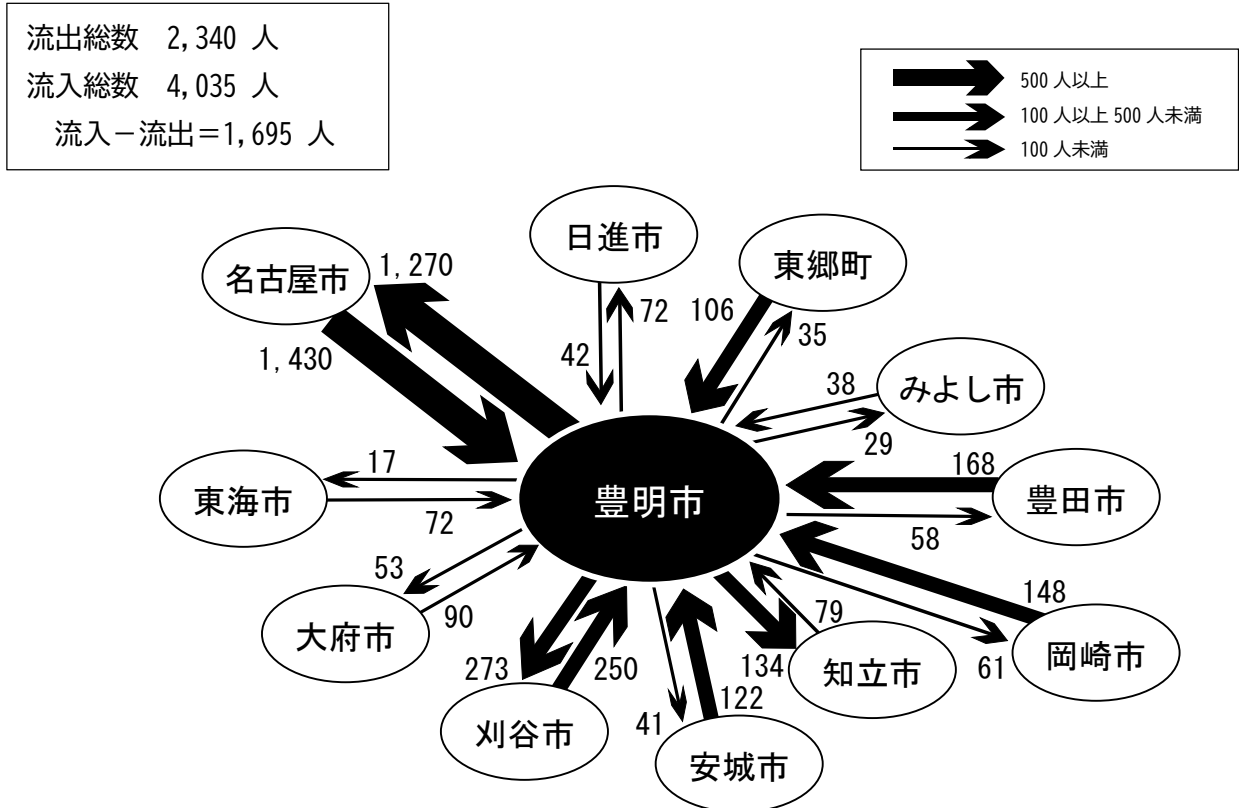 流出総数 2,340 人
流入総数 4,035 人
流入－流出＝1,695 人
500 人以上
100 人以上 500 人未満
100 人未満
日進市
東郷町
名古屋市
1,270
72
106
35
1,430
42
38
みよし市
29
17
168
東海市
豊明市
豊田市
72
58
53
148
90
79
大府市
273
250
134
知立市
61
岡崎市
41
122
刈谷市
安城市